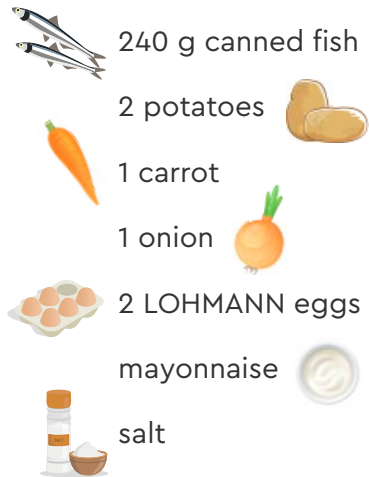 240 g canned fish
2 potatoes
1 carrot
1 onion
2 LOHMANN eggs
mayonnaise
salt